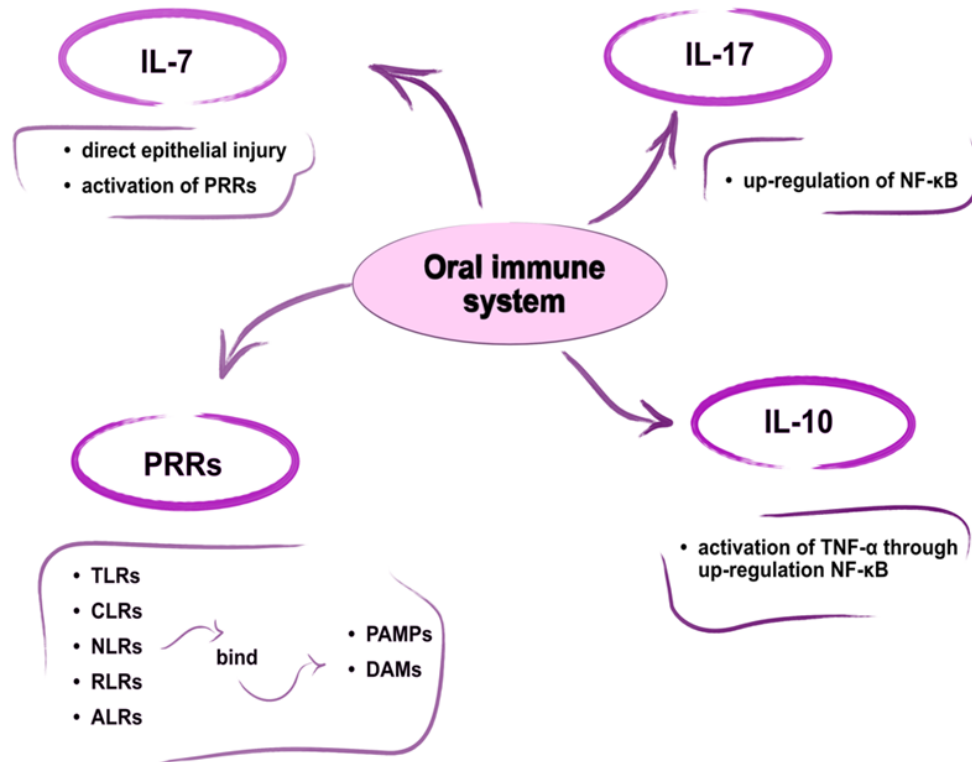 IL-7
• direct epithelial injury
• activation of PRRs
IL-17
• up-regulation of NF-κB
Oral immune
system
PRRs
• TLRs
• CLRs
• NLRs
• RLRs
• ALRs
bind
• PAMPs
• DAMs
IL-10
• activation of TNF-α through
up-regulation NF-κB